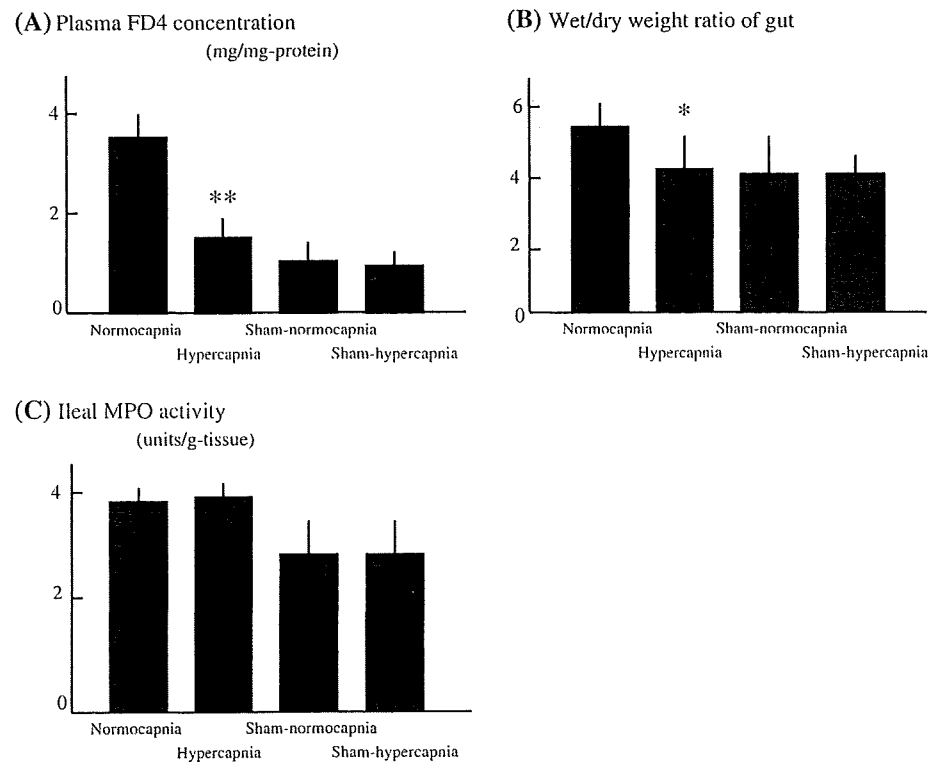 (A) Plasma FD4 concentration
(mg/mg-protein)
4
2
0
**
Normocapnia Sham-normocapnia
Hypercapnia Sham-hypercapnia
(B) Wet/dry weight ratio of gut
6
4
2
0
*
Normocapnia Sham-normocapnia
Hypercapnia Sham-hypercapnia
(C) Ileal MPO activity
(units/g-tissue)
4
2
0
Normocapnia Sham-normocapnia
Hypercapnia Sham-hypercapnia